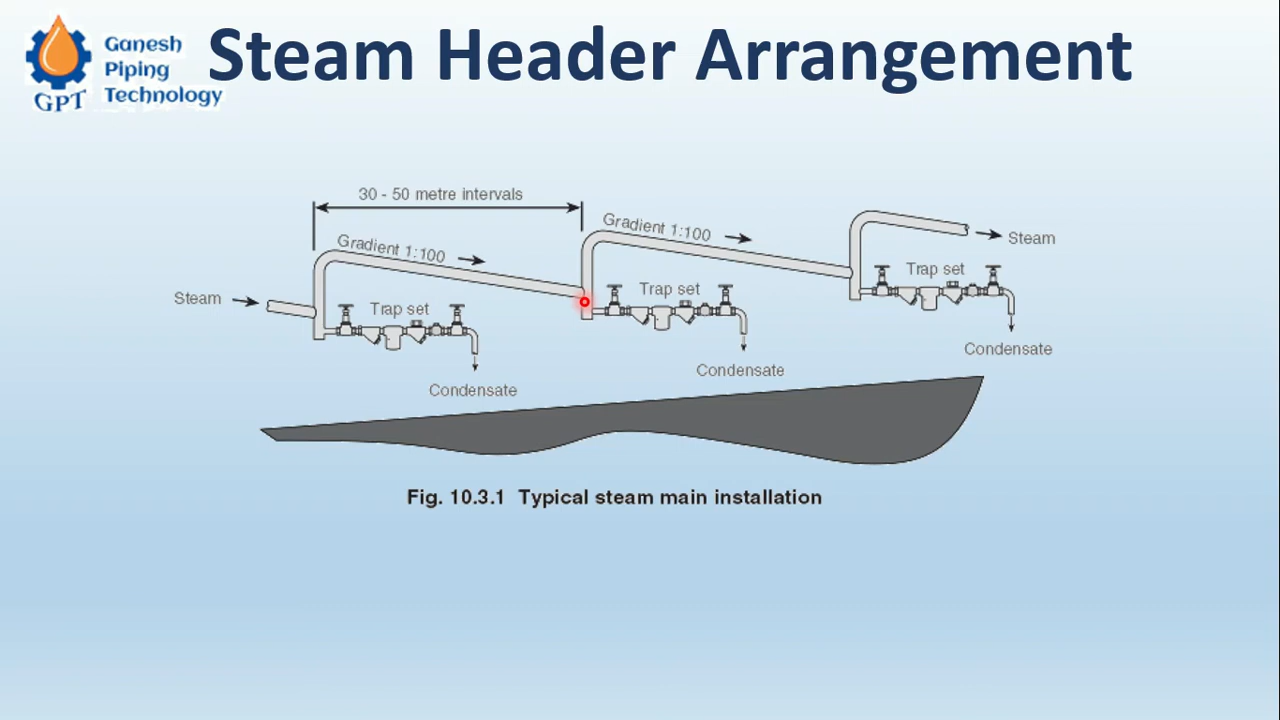 Ganesh
Piping
Technology
GPT
Steam Header Arrangement
30 - 50 metre intervals
Gradient 1:100
Steam
Gradient 1:100
Steam
Trap set
Trap set
Trap set
Condensate
Condensate
Condensate
Fig. 10.3.1 Typical steam main installation